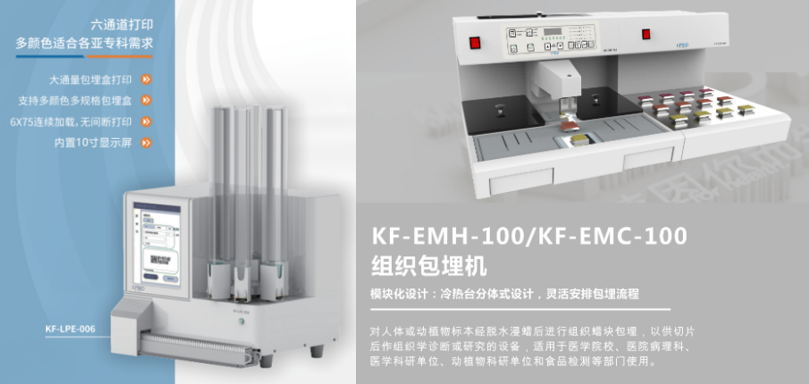 六通道打印
多颜色适合各亚专科需求
大通量包埋盒打印
支持多颜色多规格包埋盒
6X75连续加载,无间断打印
内置10寸显示屏
KF-LPE-006
KF-EMH-100/KF-EMC-100
组织包埋机
模块化设计:冷热台分体式设计,灵活安排包埋流程
对人体或动植物标本经脱水浸蜡后进行组织蜡块包埋,以供切片
后作组织学诊断或研究的设备,适用于医学院校、医院病理科、
医学科研单位、动植物科研单位和食品检测等部门使用。